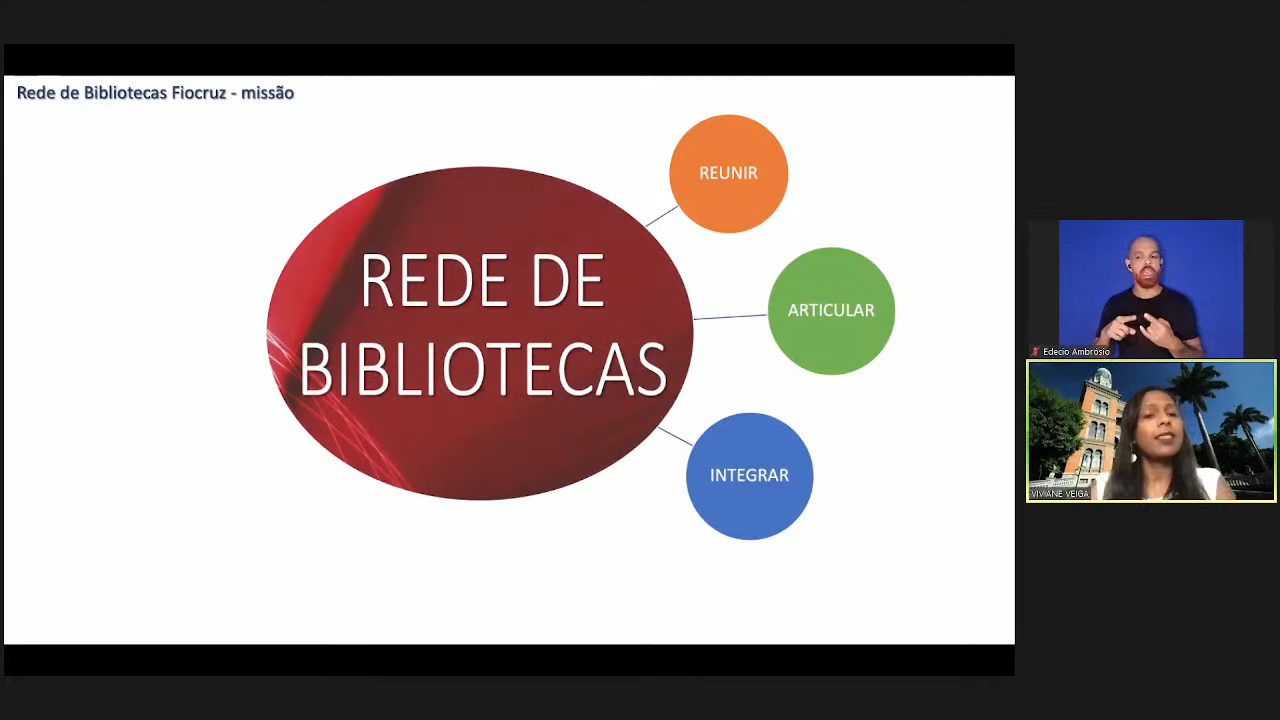 Rede de Bibliotecas Fiocruz - missão
REDE DE
BIBLIOTECAS
REUNIR
ARTICULAR
INTEGRAR
Edecio Ambrósio
VIVIANE VEIGA